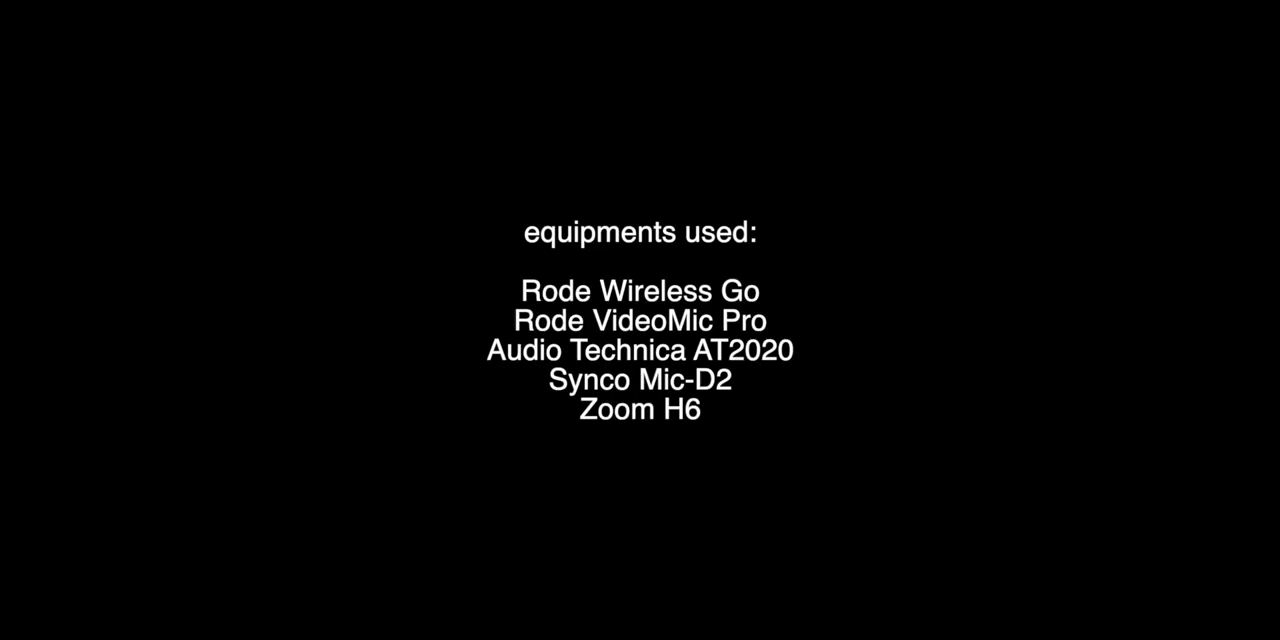 equipments used:
Rode Wireless Go
Rode VideoMic Pro
Audio Technica AT2020
Synco Mic-D2
Zoom H6